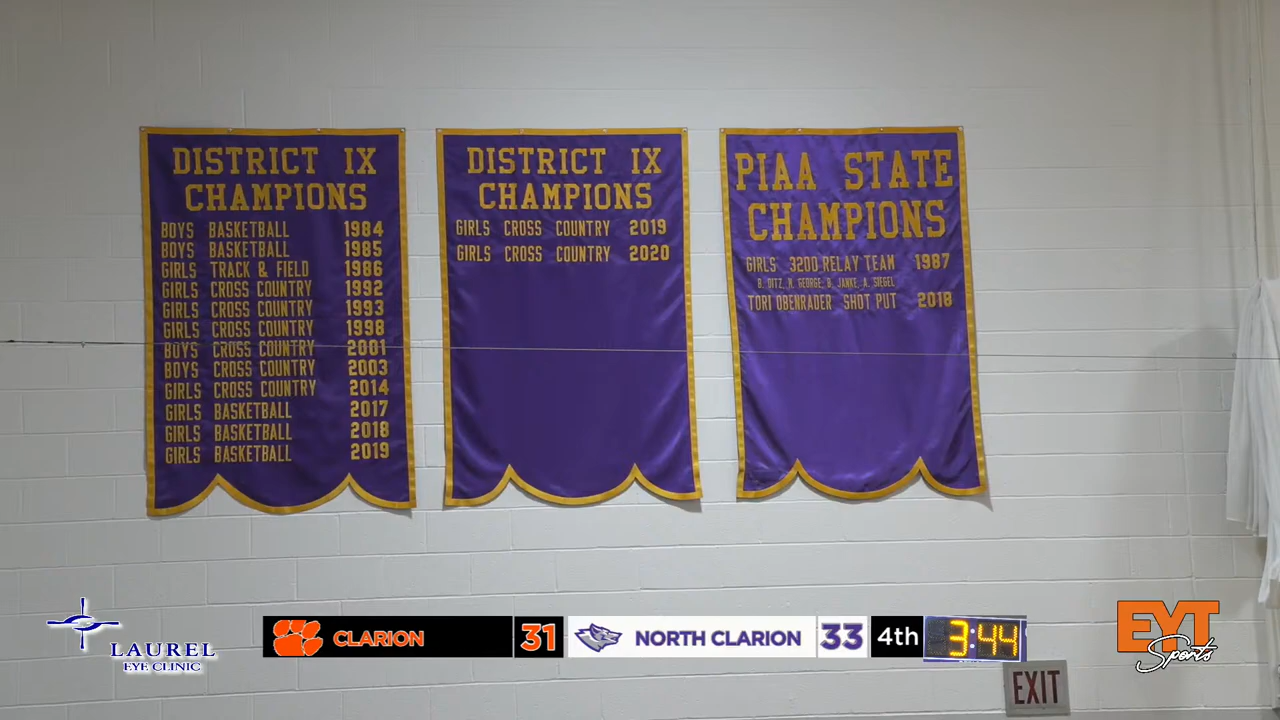 DISTRICT IX
CHAMPIONS
BOYS BASKETBALL 1984
BOYS BASKETBALL 1985
GIRLS TRACK & FIELD 1986
GIRLS CROSS COUNTRY 1992
GIRLS CROSS COUNTRY 1993
GIRLS CROSS COUNTRY 1998
BOYS CROSS COUNTRY 2001
BOYS CROSS COUNTRY 2003
GIRLS CROSS COUNTRY 2014
GIRLS BASKETBALL 2017
GIRLS BASKETBALL 2018
GIRLS BASKETBALL 2019
DISTRICT IX
CHAMPIONS
GIRLS CROSS COUNTRY 2019
GIRLS CROSS COUNTRY 2020
PIAA STATE
CHAMPIONS
GIRLS 3200 RELAY TEAM 1987
B. DITZ, N. GEORGE, B. JANKE, A. SIEGEL
TORI OBENRADER SHOT PUT 2018
LAUREL
EYE CLINIC
CLARION 31 NORTH CLARION 33 4th 3:44
EYT
Sports
EXIT